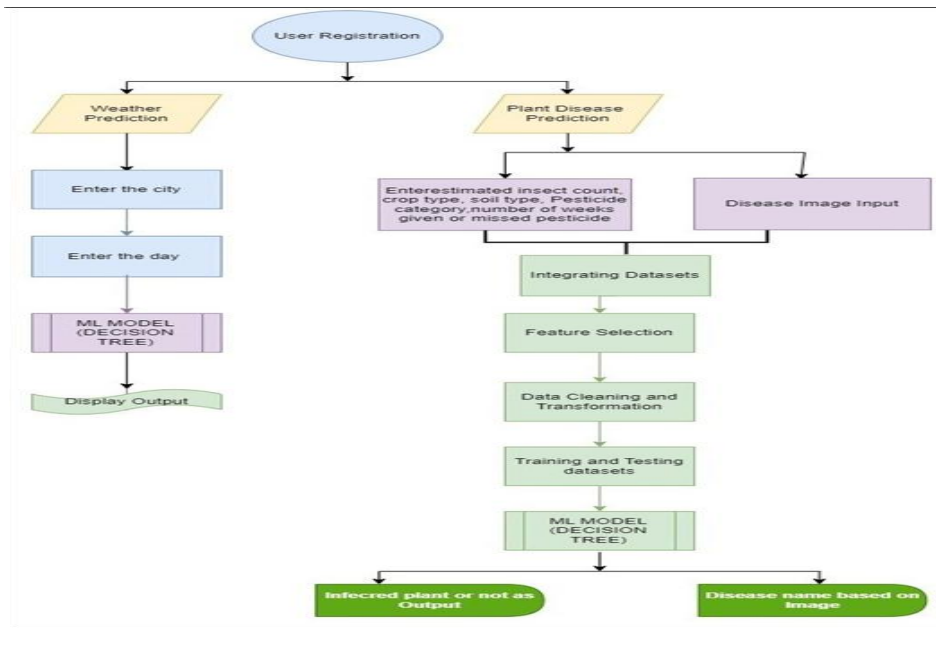 User Registration
Weather
Prediction
Enter the city
Enter the day
ML MODEL
(DECISION
TREE)
Display Output
Plant Disease
Prediction
Enterestimated insect count,
crop type, soil type, Pesticide
category,number of weeks
given or missed pesticide
Disease Image Input
Integrating Datasets
Feature Selection
Data Cleaning and
Transformation
Training and Testing
datasets
ML MODEL
(DECISION
TREE)
Infecred plant or not as
Output
Disease name based on
Image